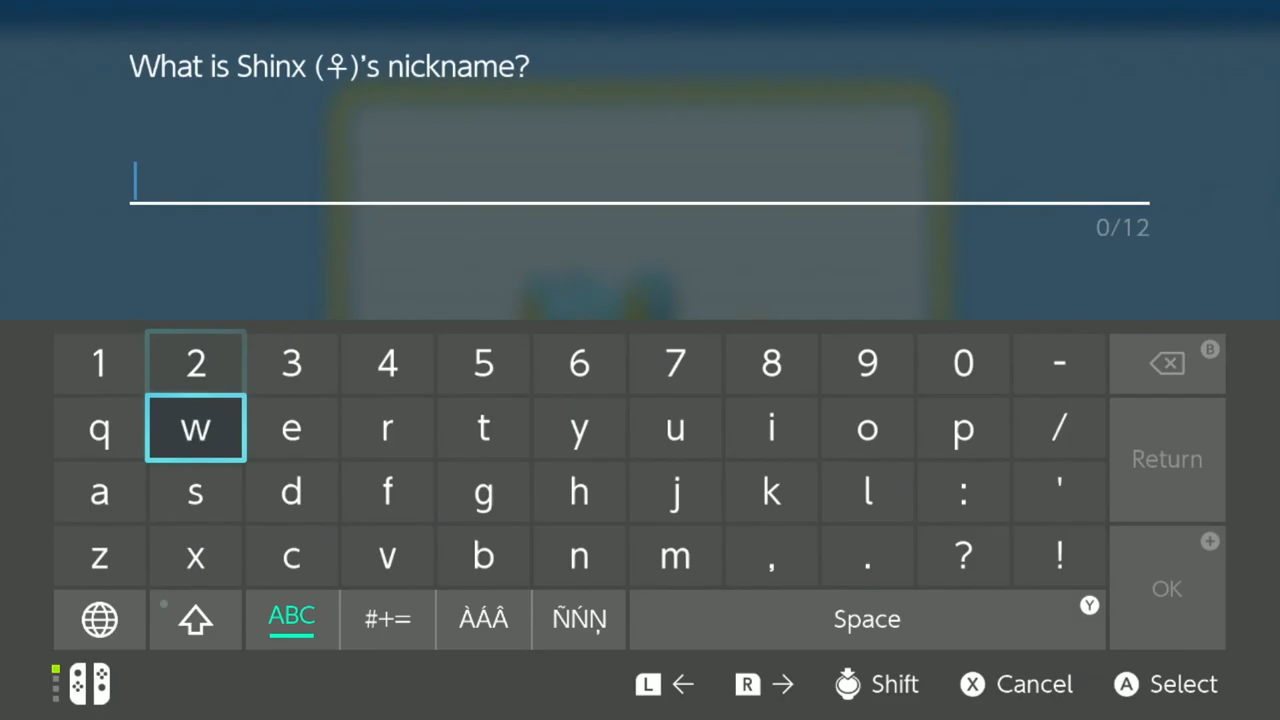 What is Shinx (♀)'s nickname?
0/12
1 2 3 4 5 6 7 8 9 0 -
q w e r t y u i o p /
Return
a s d f g h j k l : '
z x c v b n m , . ? !
OK
ABC #+= ÀÁÂ ÑŃŅ Space Y
L ← R → Shift X Cancel A Select
B
+